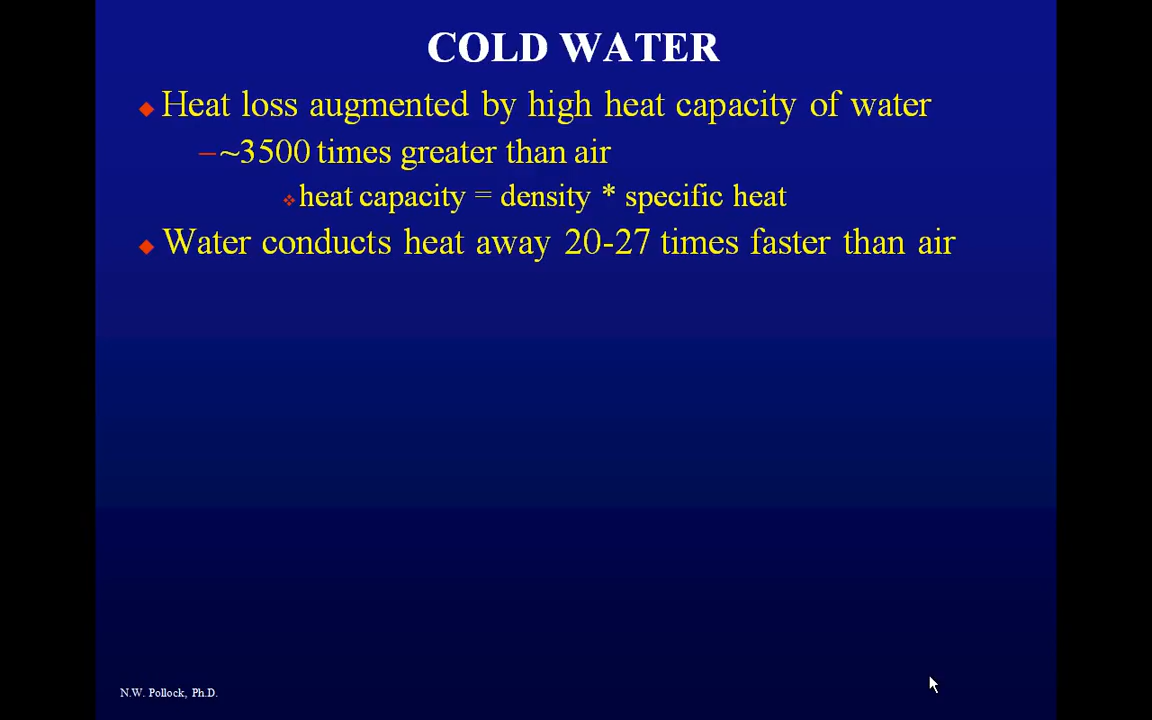 COLD WATER
Heat loss augmented by high heat capacity of water
–~3500 times greater than air
heat capacity = density * specific heat
Water conducts heat away 20-27 times faster than air
N.W. Pollock, Ph.D.